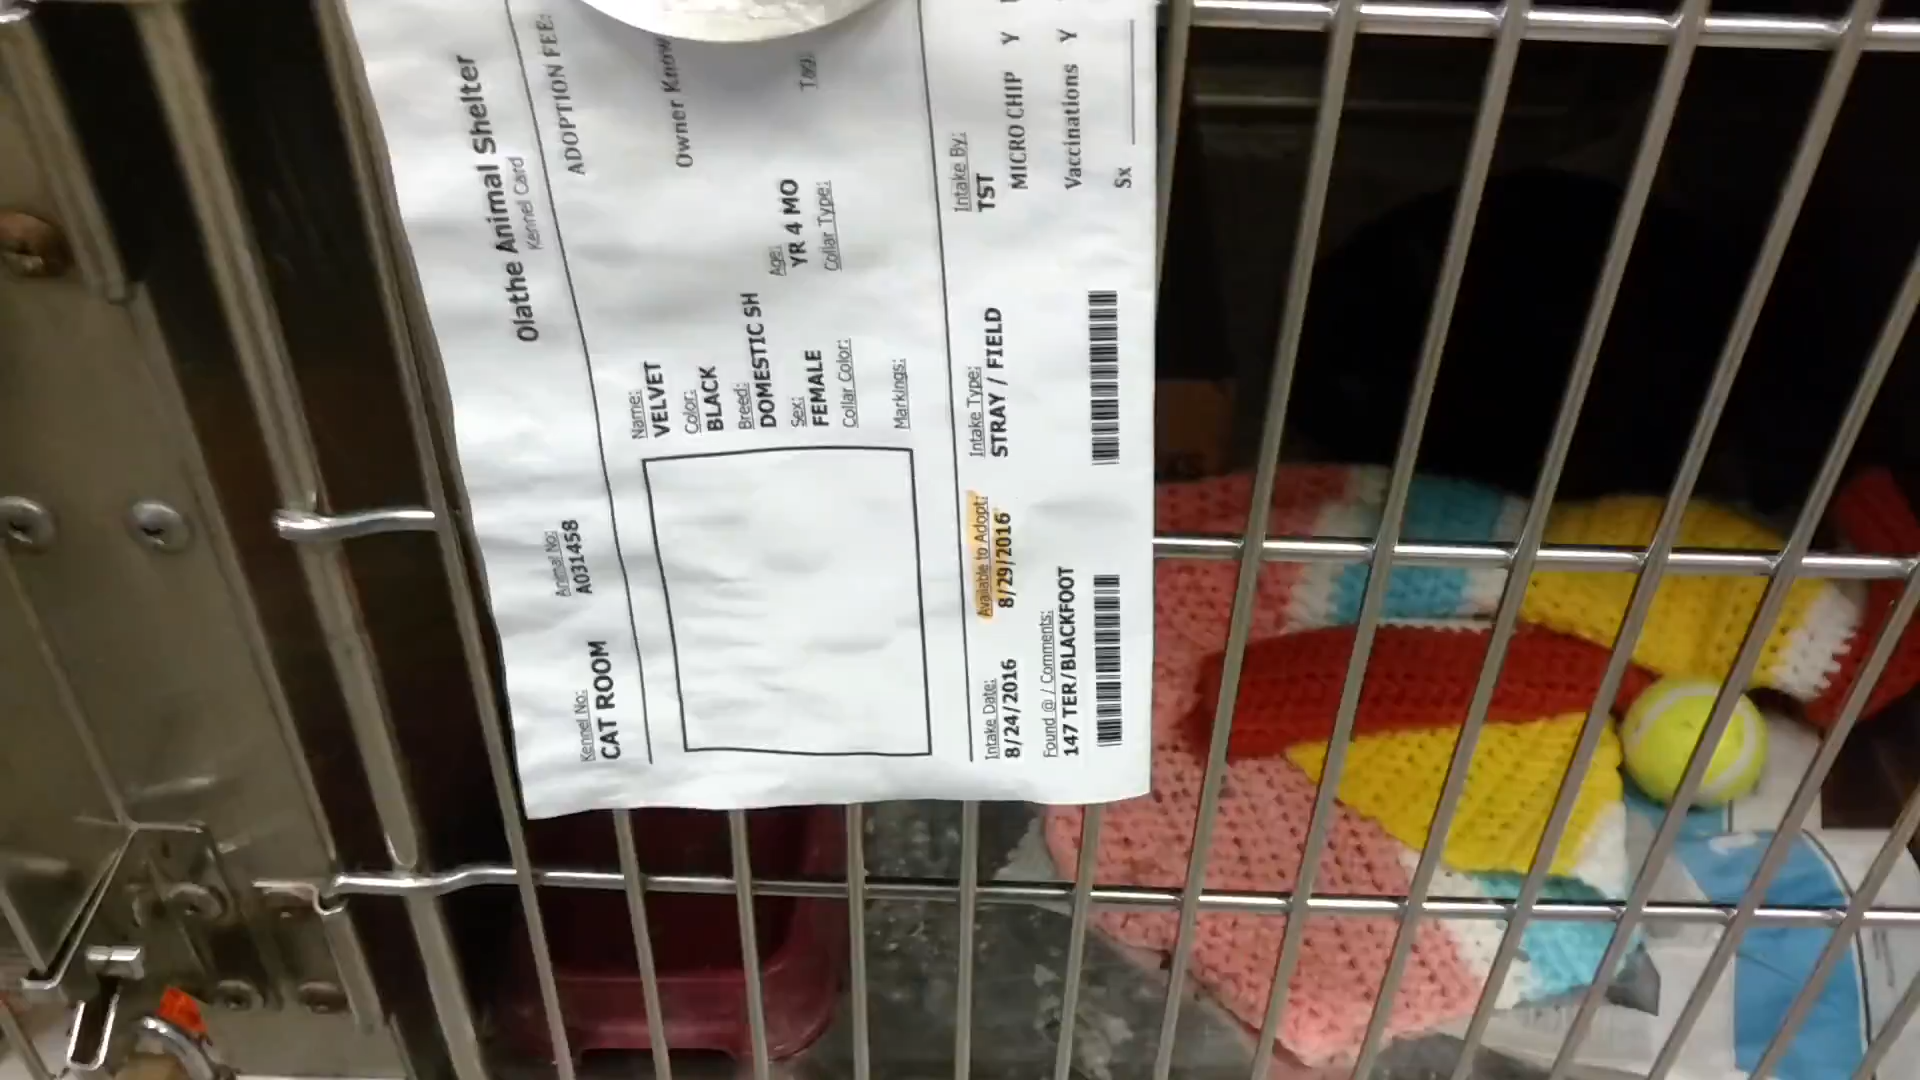 Olathe Animal Shelter
Kennel Card
Kennel No:
CAT ROOM
Animal No:
A031458
ADOPTION FEE:
Name:
VELVET
Owner Know
Color:
BLACK
Breed:
DOMESTIC SH
Sex:
FEMALE
Age:
YR 4 MO
Tag:
Collar Color:
Collar Type:
Markings:
Intake Date:
8/24/2016
Available to Adopt:
8/29/2016
Intake Type:
STRAY / FIELD
Intake By:
TST
MICRO CHIP Y
Found @ / Comments:
147 TER/BLACKFOOT
Vaccinations Y
Sx